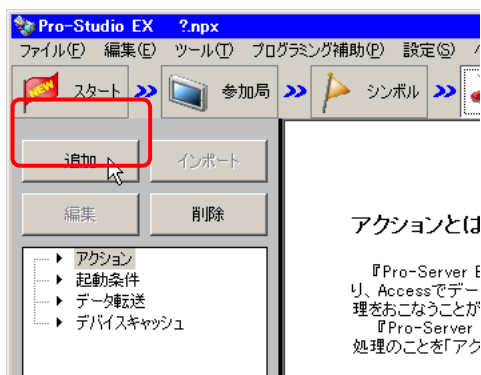 Pro-Studio EX ?.npx
ファイル(F) 編集(E) ツール(T) プログラミング補助(P) 設定(S)
NEW スタート >> 参加局 >> シンボル >>
追加 インポート
編集 削除
アクション
起動条件
データ転送
デバイスキャッシュ
アクションとは
『Pro-Server E
り、Accessでデー
理をおこなうことが
『Pro-Server
処理のことを「アク